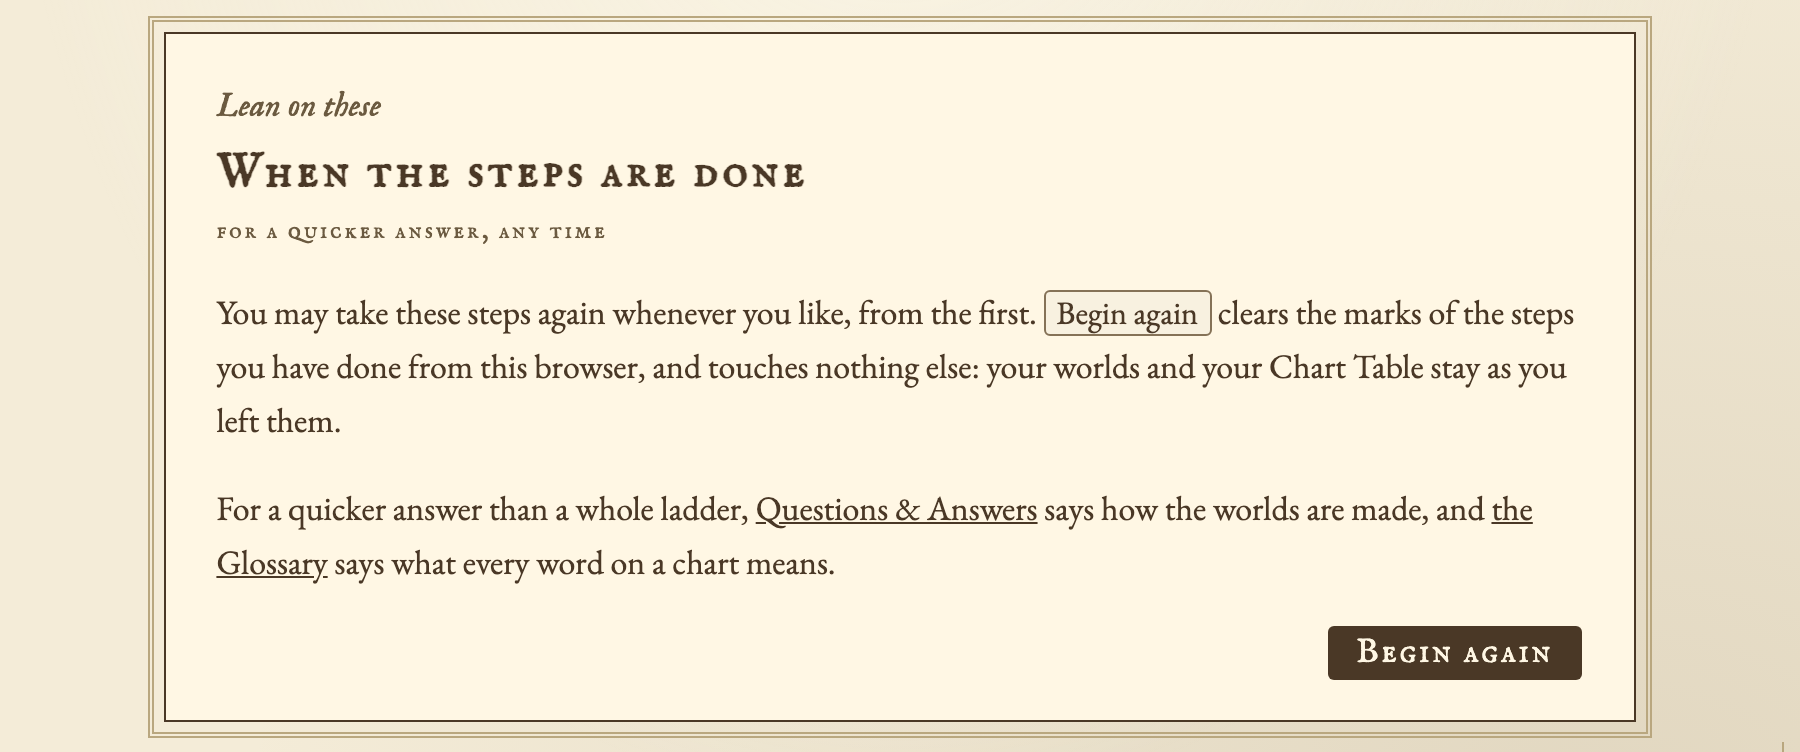 Lean on these
When the steps are done
for a quicker answer, any time
You may take these steps again whenever you like, from the first. Begin again clears the marks of the steps
you have done from this browser, and touches nothing else: your worlds and your Chart Table stay as you
left them.
For a quicker answer than a whole ladder, Questions & Answers says how the worlds are made, and the
Glossary says what every word on a chart means.
Begin again